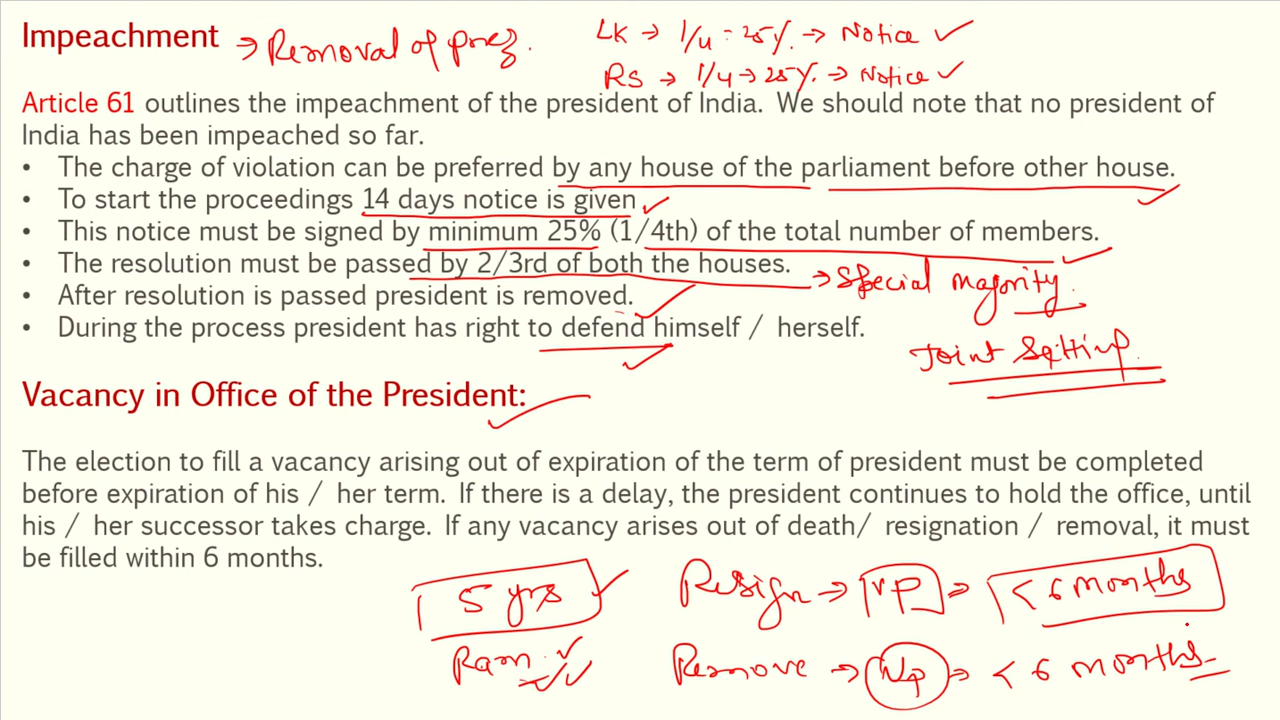 Impeachment → Removal of prez.
LK → 1/4 = 25%. → Notice ✓
RS → 1/4 → 25%. → Notice ✓
Article 61 outlines the impeachment of the president of India. We should note that no president of
India has been impeached so far.
• The charge of violation can be preferred by any house of the parliament before other house.
• To start the proceedings 14 days notice is given
• This notice must be signed by minimum 25% (1/4th) of the total number of members.
• The resolution must be passed by 2/3rd of both the houses. → Special majority.
• After resolution is passed president is removed.
• During the process president has right to defend himself / herself.
Joint Sitting.
Vacancy in Office of the President:
The election to fill a vacancy arising out of expiration of the term of president must be completed
before expiration of his / her term. If there is a delay, the president continues to hold the office, until
his / her successor takes charge. If any vacancy arises out of death/ resignation / removal, it must
be filled within 6 months.
5 yrs ✓
Resign → VP → < 6 months
Ram ✓
Remove → Vp → < 6 months